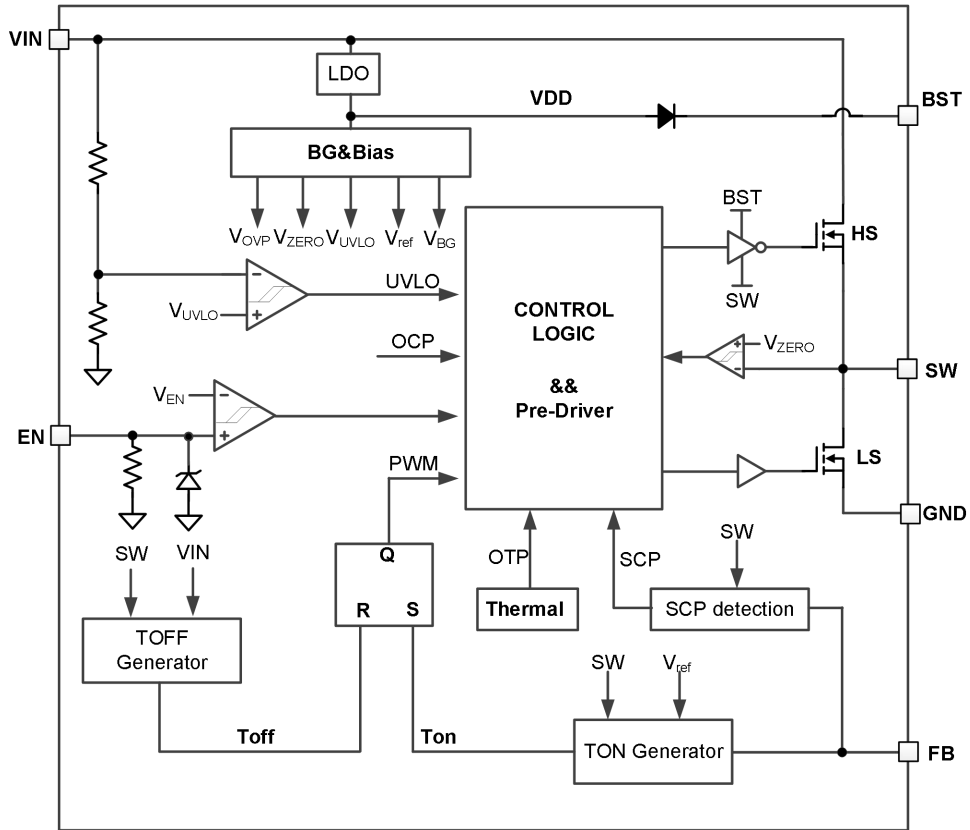 VIN
LDO
VDD
BST
BG&Bias
BST
HS
VOVP VZERO VUVLO Vref VBG
UVLO
−
VUVLO
+
SW
CONTROL
LOGIC
&&
Pre-Driver
OCP
+
VZERO
−
SW
VEN
−
EN
+
LS
PWM
GND
SW
VIN
Q
OTP
SCP
SW
R
S
Thermal
SCP detection
TOFF
Generator
SW
Vref
Toff
Ton
TON Generator
FB